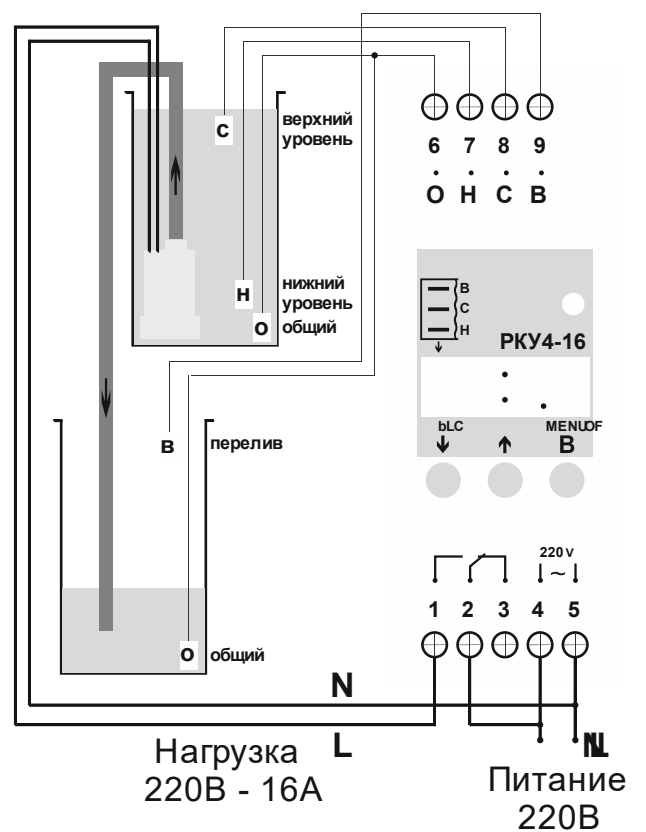 С
верхний
уровень
Н
нижний
уровень
О общий
В перелив
О общий
6 7 8 9
О Н С В
В
С
Н
РКУ4-16
bLC MENU OF
В
220 V
~
1 2 3 4 5
N
L
Нагрузка
220В - 16А
N L
Питание
220В